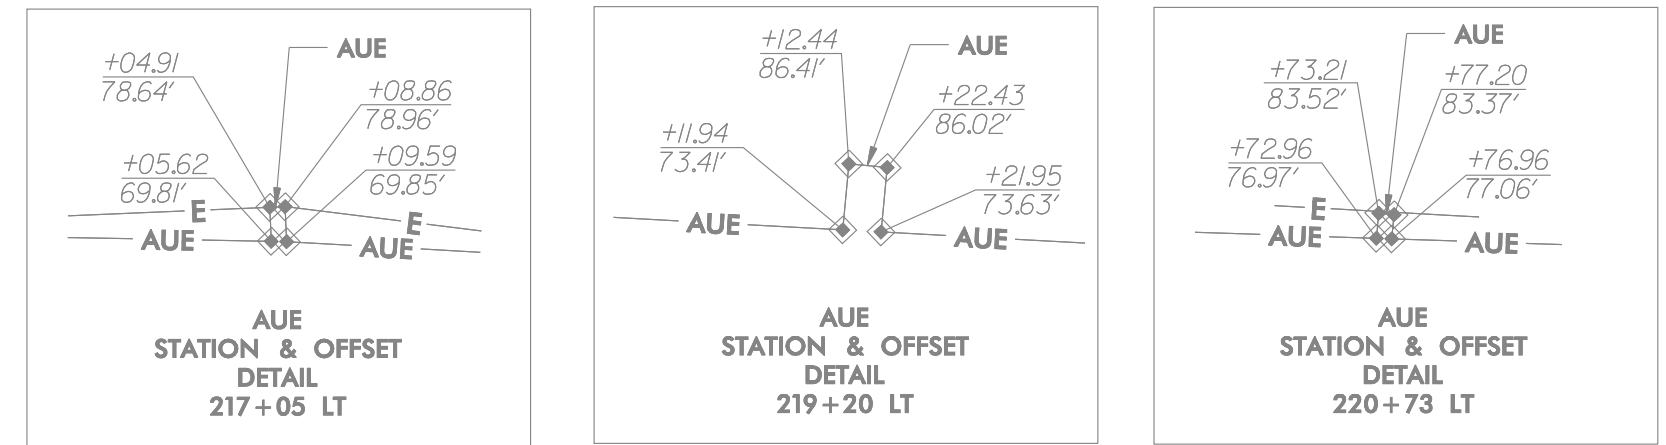 AUE
+04.91
78.64'
+08.86
78.96'
+05.62
69.81'
+09.59
69.85'
E
E
AUE
AUE
AUE
STATION & OFFSET
DETAIL
217+05 LT
+12.44
86.41'
AUE
+22.43
86.02'
+11.94
73.41'
+21.95
73.63'
AUE
AUE
AUE
STATION & OFFSET
DETAIL
219+20 LT
AUE
+73.21
83.52'
+77.20
83.37'
+72.96
76.97'
+76.96
77.06'
E
AUE
AUE
AUE
STATION & OFFSET
DETAIL
220+73 LT